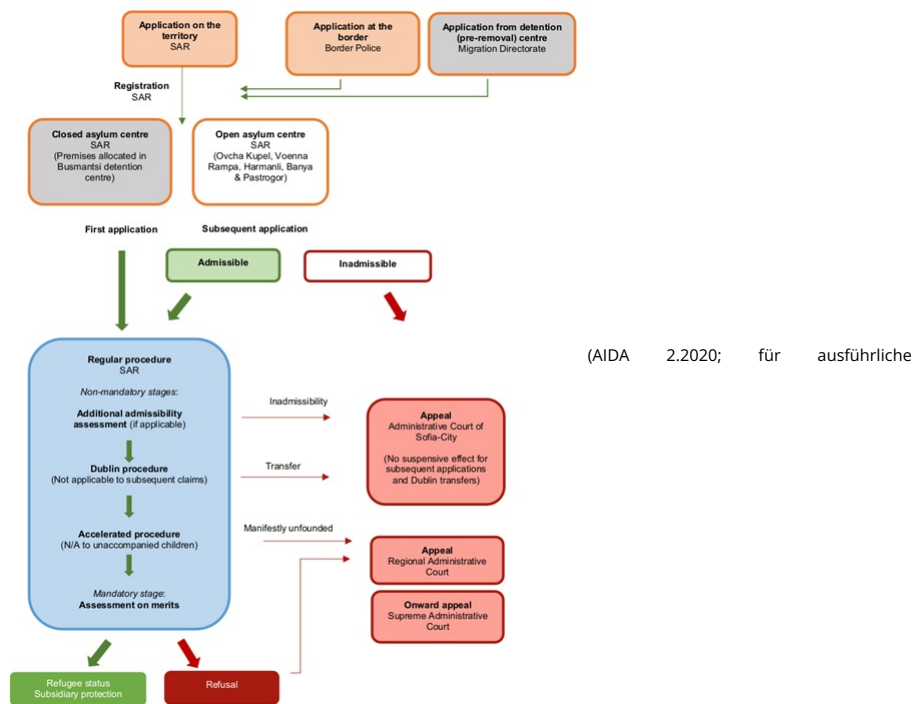 Application on the
territory
SAR
Application at the
border
Border Police
Application from detention
(pre-removal) centre
Migration Directorate
Registration
SAR
Closed asylum centre
SAR
(Premises allocated in
Busmantsi detention
centre)
Open asylum centre
SAR
(Ovcha Kupel, Voenna
Rampa, Harmanli, Banya
& Pastrogor)
First application
Subsequent application
Admissible
Inadmissible
Regular procedure
SAR
Non-mandatory stages:
Additional admissibility
assessment (if applicable)
Dublin procedure
(Not applicable to subsequent claims)
Accelerated procedure
(N/A to unaccompanied children)
Mandatory stage:
Assessment on merits
Inadmissibility
Transfer
Manifestly unfounded
Appeal
Administrative Court of
Sofia-City
(No suspensive effect for
subsequent applications
and Dublin transfers)
Appeal
Regional Administrative
Court
Onward appeal
Supreme Administrative
Court
Refugee status
Subsidiary protection
Refusal
(AIDA 2.2020; für ausführliche